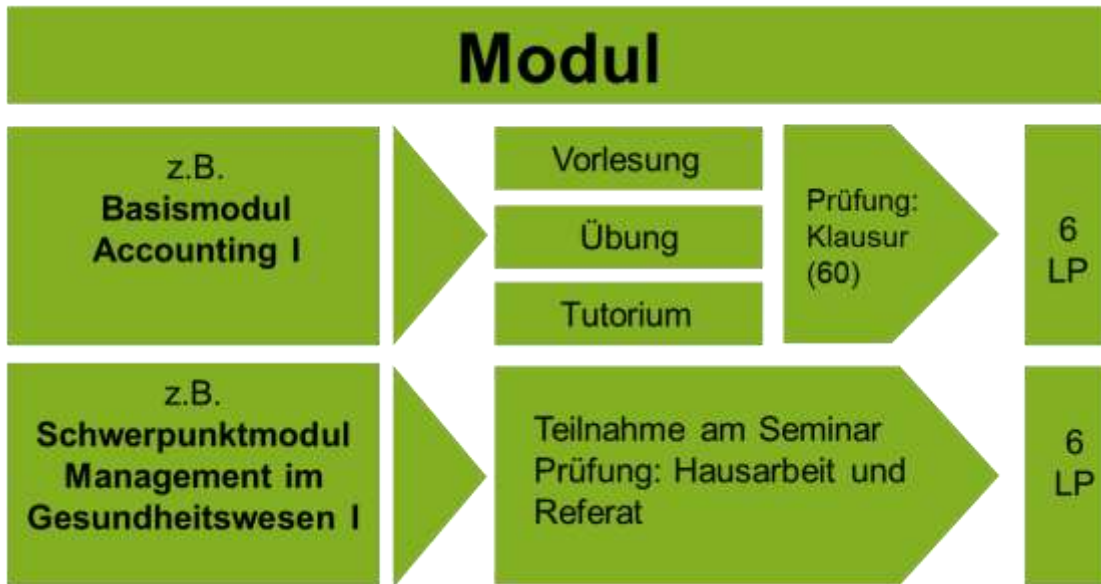 Modul
z.B.
Basismodul
Accounting I
Vorlesung
Übung
Tutorium
Prüfung:
Klausur
(60)
6
LP
z.B.
Schwerpunktmodul
Management im
Gesundheitswesen I
Teilnahme am Seminar
Prüfung: Hausarbeit und
Referat
6
LP